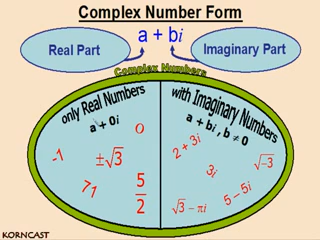 Complex Number Form
a + bi
Real Part
Imaginary Part
Complex Numbers
only Real Numbers
a + 0i
with Imaginary Numbers
a + bi , b ≠ 0
-1
±√3
0
71
5/2
2 + 3i
3i
√-3
√3 - πi
5 - 5i
KORNCAST